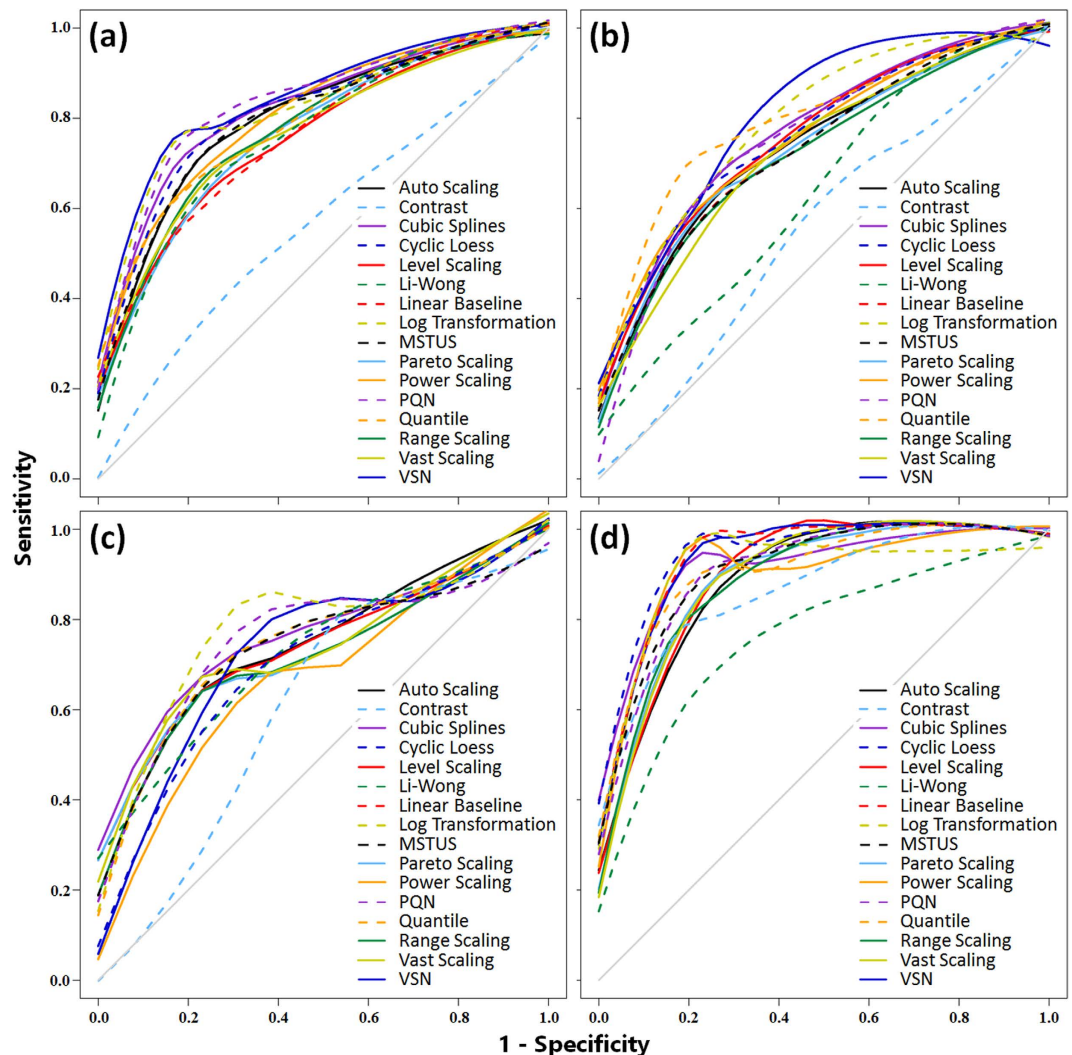 (a)
1.0
0.8
0.6
0.4
0.2
0.0
Auto Scaling
Contrast
Cubic Splines
Cyclic Loess
Level Scaling
Li-Wong
Linear Baseline
Log Transformation
MSTUS
Pareto Scaling
Power Scaling
PQN
Quantile
Range Scaling
Vast Scaling
VSN
(b)
Auto Scaling
Contrast
Cubic Splines
Cyclic Loess
Level Scaling
Li-Wong
Linear Baseline
Log Transformation
MSTUS
Pareto Scaling
Power Scaling
PQN
Quantile
Range Scaling
Vast Scaling
VSN
Sensitivity
(c)
1.0
0.8
0.6
0.4
0.2
0.0
Auto Scaling
Contrast
Cubic Splines
Cyclic Loess
Level Scaling
Li-Wong
Linear Baseline
Log Transformation
MSTUS
Pareto Scaling
Power Scaling
PQN
Quantile
Range Scaling
Vast Scaling
VSN
0.0 0.2 0.4 0.6 0.8 1.0
(d)
Auto Scaling
Contrast
Cubic Splines
Cyclic Loess
Level Scaling
Li-Wong
Linear Baseline
Log Transformation
MSTUS
Pareto Scaling
Power Scaling
PQN
Quantile
Range Scaling
Vast Scaling
VSN
0.0 0.2 0.4 0.6 0.8 1.0
1 - Specificity